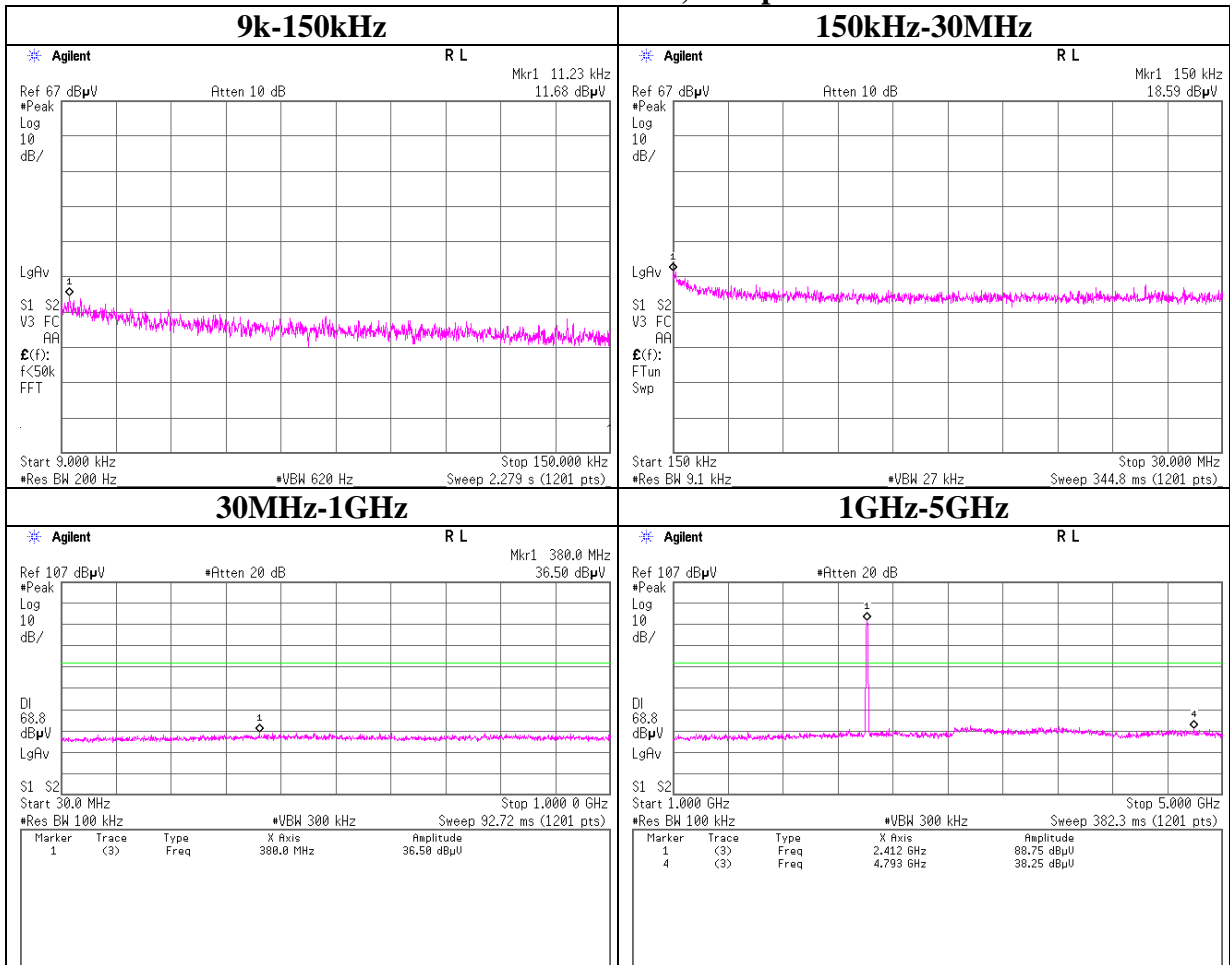 9k-150kHz
Agilent
R L
Mkr1 11.23 kHz
Ref 67 dBµV
Atten 10 dB
11.68 dBµV
#Peak
Log
10
dB/
1
LgAv
S1 S2
V3 FC
AA
£(f):
f<50k
FFT
Start 9.000 kHz
Stop 150.000 kHz
#Res BW 200 Hz
#VBW 620 Hz
Sweep 2.279 s (1201 pts)
150kHz-30MHz
Agilent
R L
Mkr1 150 kHz
Ref 67 dBµV
Atten 10 dB
18.59 dBµV
#Peak
Log
10
dB/
1
LgAv
S1 S2
V3 FC
AA
£(f):
FTun
Swp
Start 150 kHz
Stop 30.000 MHz
#Res BW 9.1 kHz
#VBW 27 kHz
Sweep 344.8 ms (1201 pts)
30MHz-1GHz
Agilent
R L
Mkr1 380.0 MHz
Ref 107 dBµV
#Atten 20 dB
36.50 dBµV
#Peak
Log
10
dB/
DI
68.8
dBµV
LgAv
1
S1 S2
Start 30.0 MHz
Stop 1.000 0 GHz
#Res BW 100 kHz
#VBW 300 kHz
Sweep 92.72 ms (1201 pts)
Marker Trace Type X Axis Amplitude
1 (3) Freq 380.0 MHz 36.50 dBµV
1GHz-5GHz
Agilent
R L
Ref 107 dBµV
#Atten 20 dB
#Peak
Log
10
dB/
1
DI
68.8
dBµV
LgAv
4
S1 S2
Start 1.000 GHz
Stop 5.000 GHz
#Res BW 100 kHz
#VBW 300 kHz
Sweep 382.3 ms (1201 pts)
Marker Trace Type X Axis Amplitude
1 (3) Freq 2.412 GHz 88.75 dBµV
4 (3) Freq 4.793 GHz 38.25 dBµV